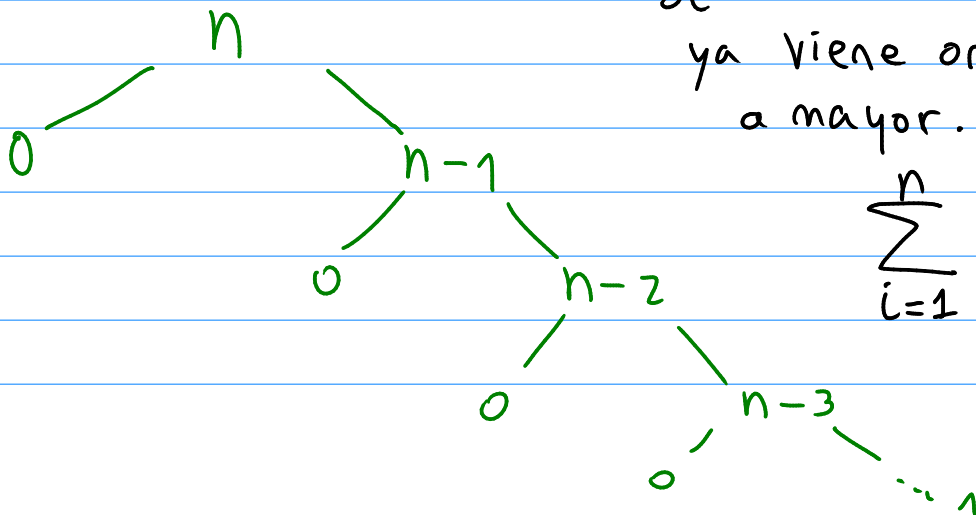 n
ya viene
a mayor.
0
n-1
n
∑
i=1
0
n-2
0
n-3
0
...